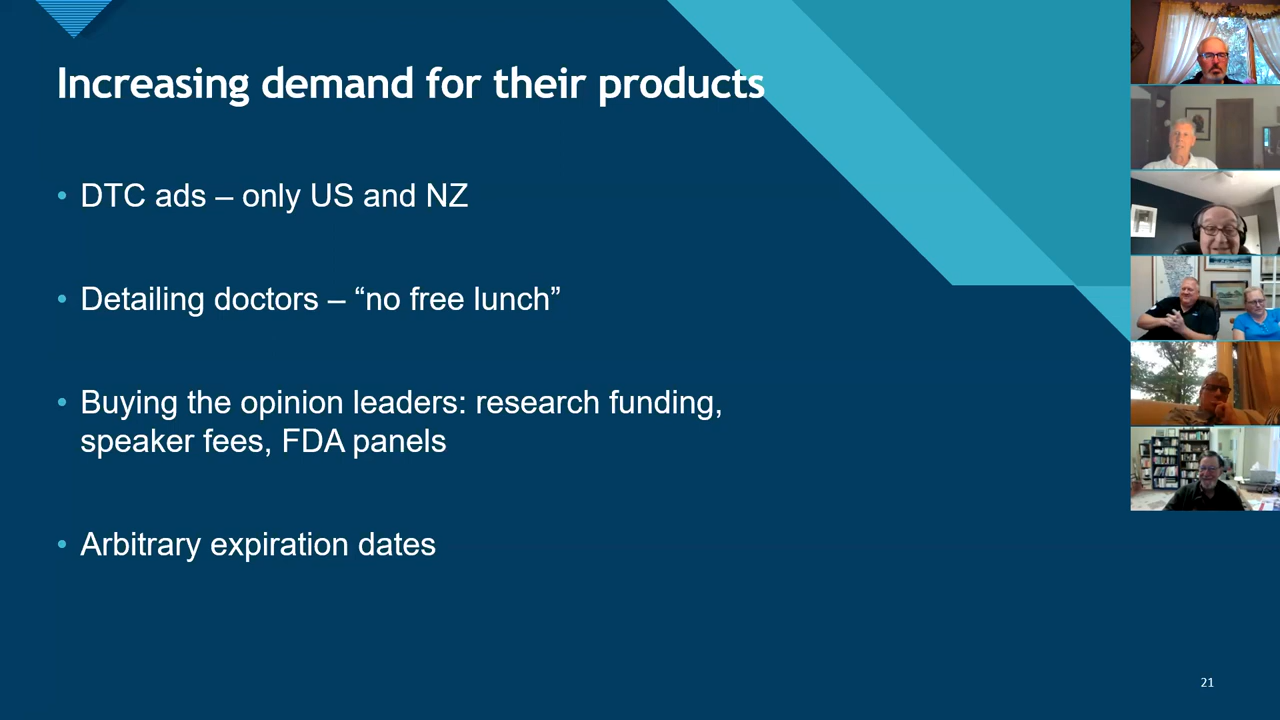 Increasing demand for their products
• DTC ads – only US and NZ
• Detailing doctors – “no free lunch”
• Buying the opinion leaders: research funding,
speaker fees, FDA panels
• Arbitrary expiration dates
21